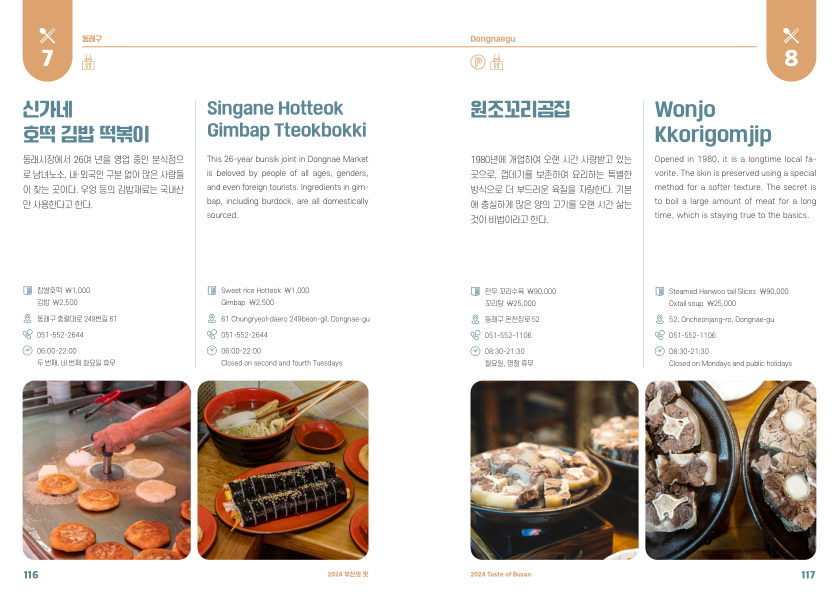 7
동래구
신가네
호떡 김밥 떡볶이
동래시장에서 26여 년을 영업 중인 분식점으
로 남녀노소, 내·외국인 구분 없이 많은 사람들
이 찾는 곳이다. 우엉 등의 김밥재료는 국내산
만 사용한다고 한다.
찹쌀호떡 ₩1,000
김밥 ₩2,500
동래구 충렬대로 249번길 61
051-552-2644
06:00-22:00
두 번째, 네 번째 화요일 휴무
Singane Hotteok
Gimbap Tteokbokki
This 26-year bunsik joint in Dongnae Market
is beloved by people of all ages, genders,
and even foreign tourists. Ingredients in gim-
bap, including burdock, are all domestically
sourced.
Sweet rice Hotteok ₩1,000
Gimbap ₩2,500
61 Chungryeol-daero 249beon-gil, Dongnae-gu
051-552-2644
06:00-22:00
Closed on second and fourth Tuesdays
116
2024 부산의 맛
Dongnaegu
8
P
원조꼬리곰집
1980년에 개업하여 오랜 시간 사랑받고 있는
곳으로, 껍데기를 보존하여 요리하는 특별한
방식으로 더 부드러운 육질을 자랑한다. 기본
에 충실하게 많은 양의 고기를 오랜 시간 삶는
것이 비법이라고 한다.
한우 꼬리수육 ₩90,000
꼬리탕 ₩25,000
동래구 온천장로 52
051-552-1106
08:30-21:30
월요일, 명절 휴무
Wonjo
Kkorigomjip
Opened in 1980, it is a longtime local fa-
vorite. The skin is preserved using a special
method for a softer texture. The secret is
to boil a large amount of meat for a long
time, which is staying true to the basics.
Steamed Hanwoo tail Slices ₩90,000
Oxtail soup ₩25,000
52, Oncheonjang-ro, Dongnae-gu
051-552-1106
08:30-21:30
Closed on Mondays and public holidays
2024 Taste of Busan
117